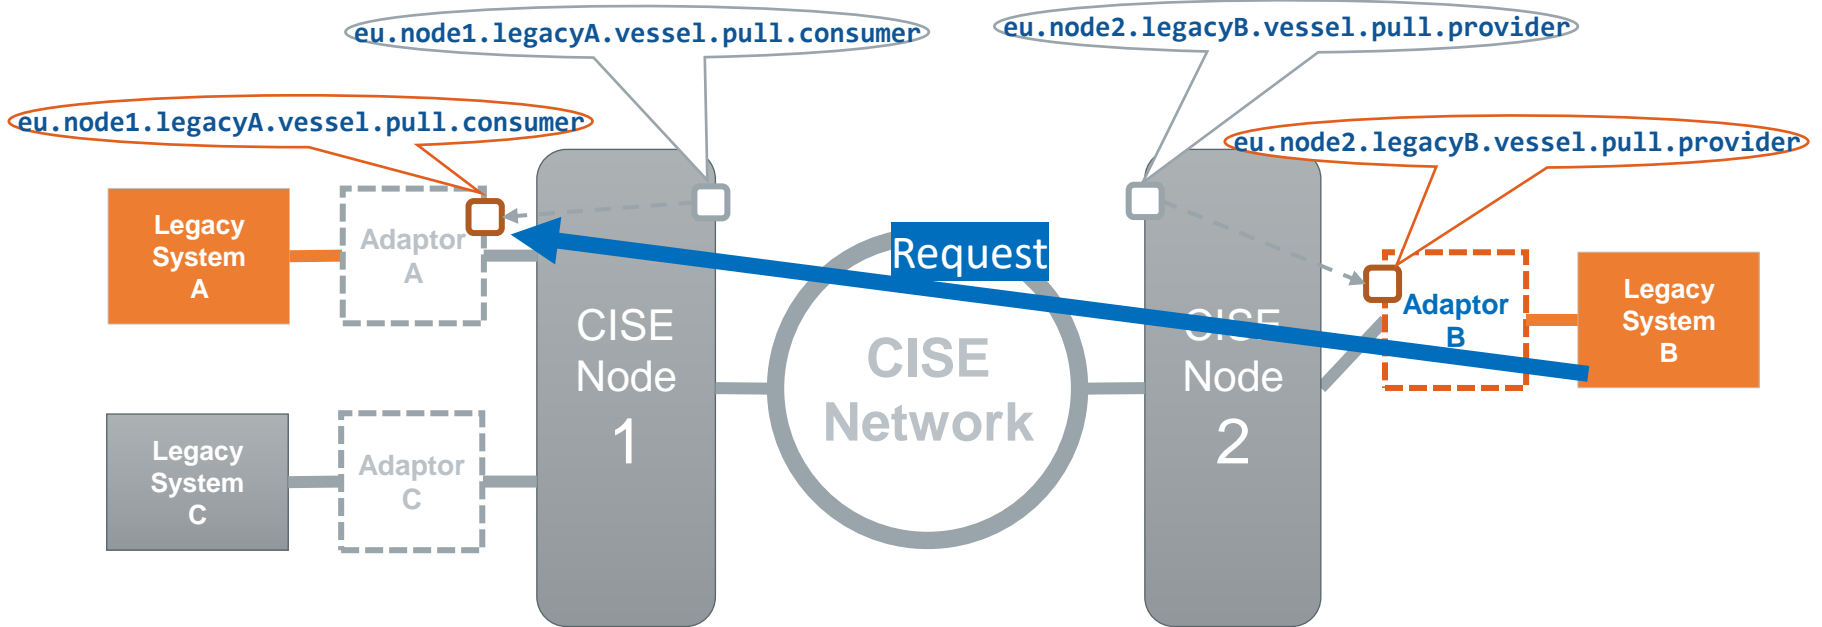 eu.node1.legacyA.vessel.pull.consumer
eu.node2.legacyB.vessel.pull.provider
eu.node1.legacyA.vessel.pull.consumer
eu.node2.legacyB.vessel.pull.provider
Legacy
System
A
Adaptor
A
CISE
Node
1
Request
CISE
Network
CISE
Node
2
Adaptor
B
Legacy
System
B
Legacy
System
C
Adaptor
C